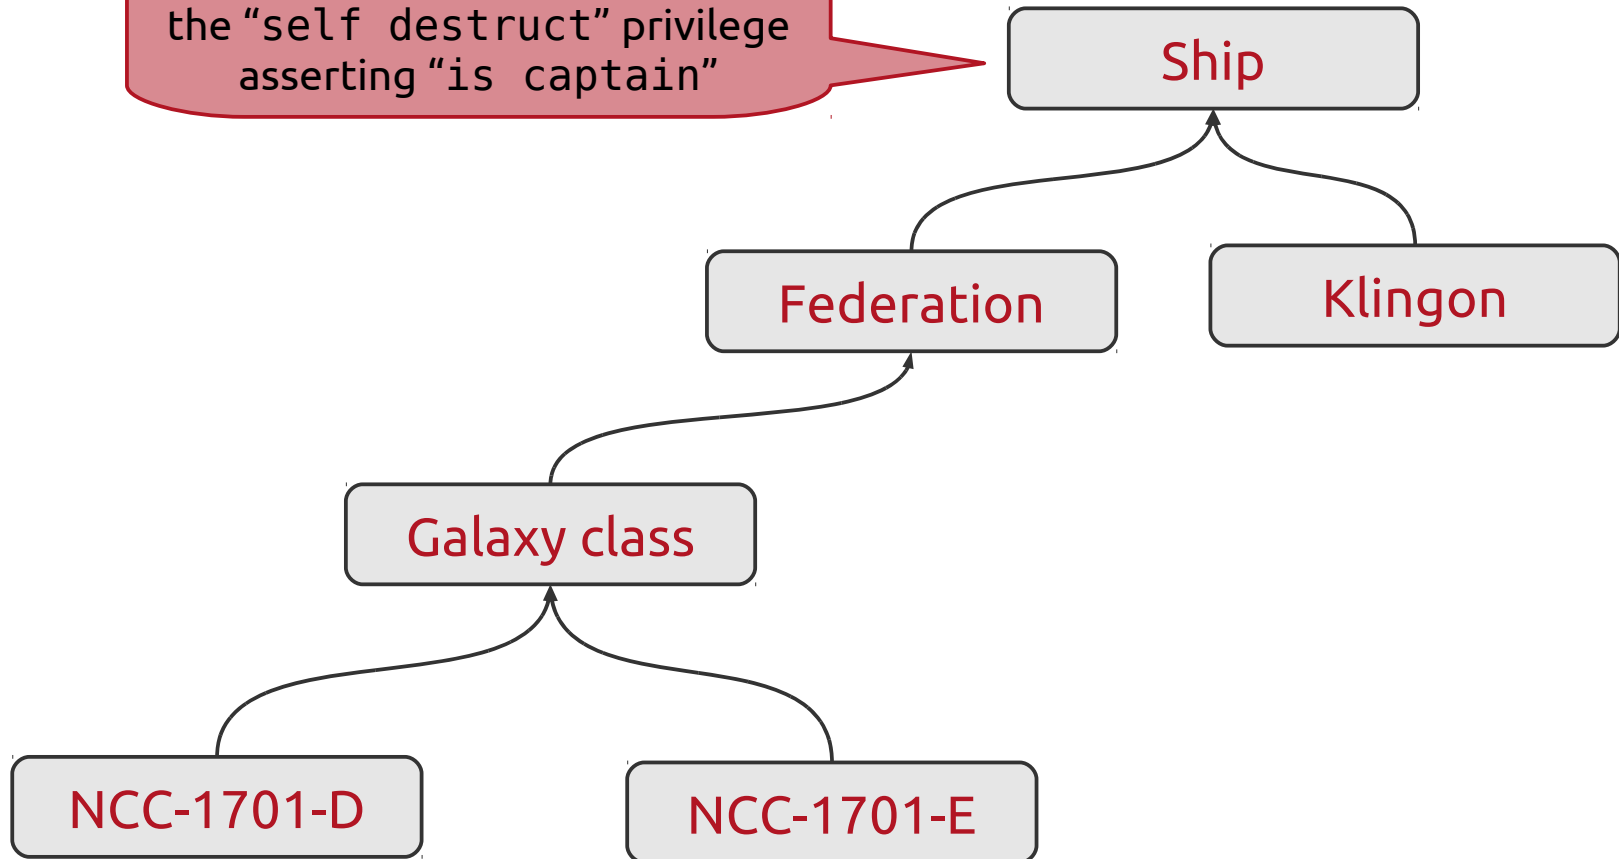 the “self destruct” privilege
asserting “is captain”
Ship
Federation
Klingon
Galaxy class
NCC-1701-D
NCC-1701-E